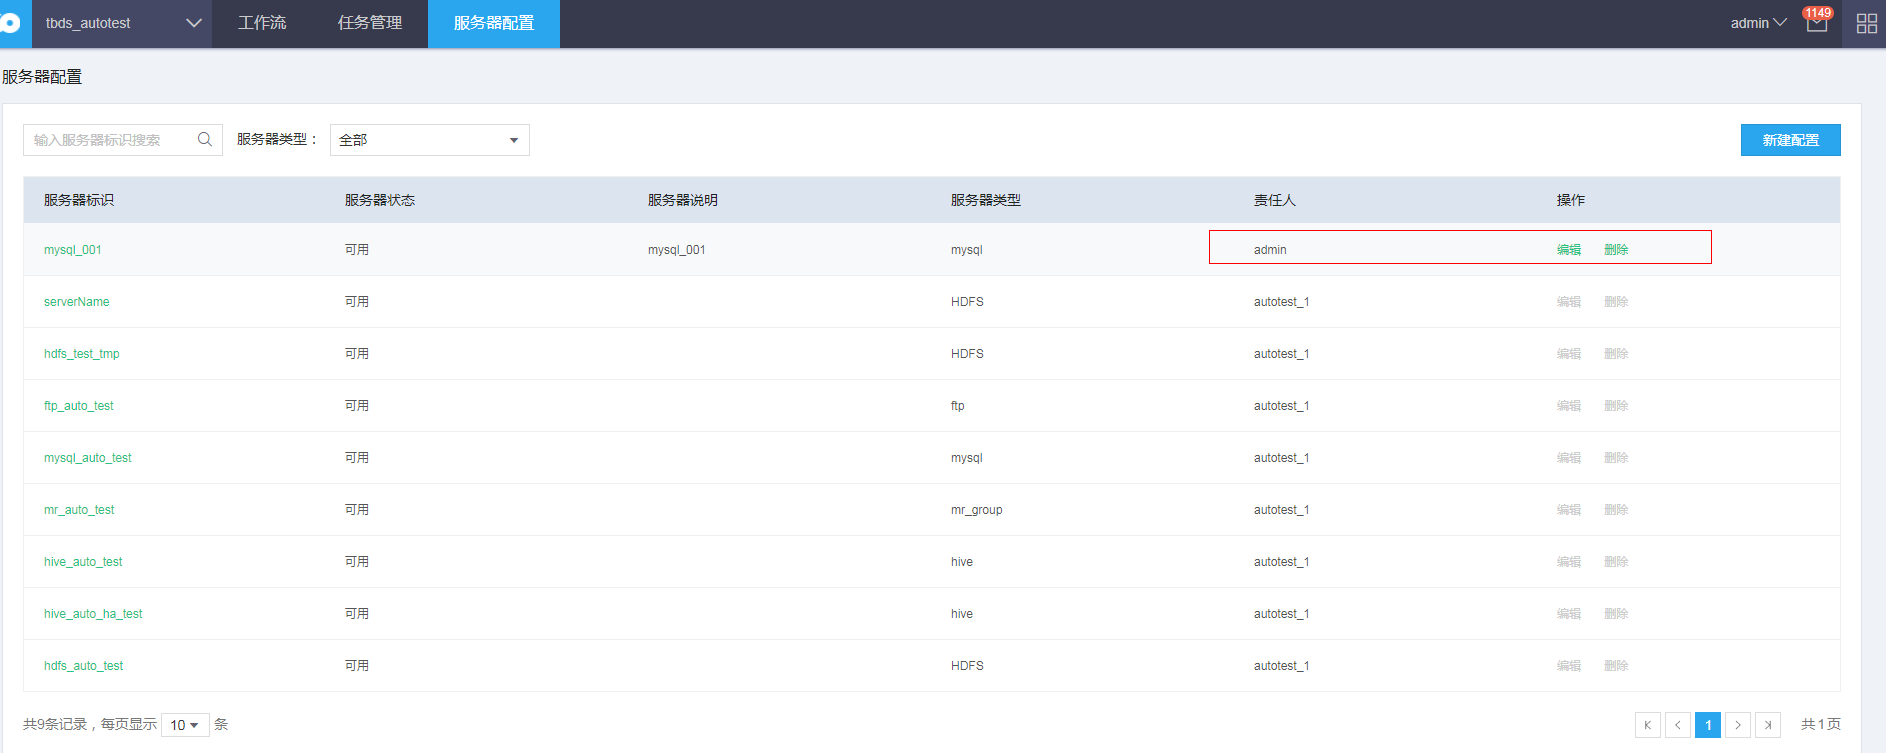 tbds_autotest 工作流 任务管理 服务器配置 admin 1149
服务器配置
输入服务器标识搜索 服务器类型： 全部 新建配置
服务器标识 服务器状态 服务器说明 服务器类型 责任人 操作
mysql_001 可用 mysql_001 mysql admin 编辑 删除
serverName 可用 HDFS autotest_1 编辑 删除
hdfs_test_tmp 可用 HDFS autotest_1 编辑 删除
ftp_auto_test 可用 ftp autotest_1 编辑 删除
mysql_auto_test 可用 mysql autotest_1 编辑 删除
mr_auto_test 可用 mr_group autotest_1 编辑 删除
hive_auto_test 可用 hive autotest_1 编辑 删除
hive_auto_ha_test 可用 hive autotest_1 编辑 删除
hdfs_auto_test 可用 HDFS autotest_1 编辑 删除
共9条记录，每页显示 10 条 1 共1页